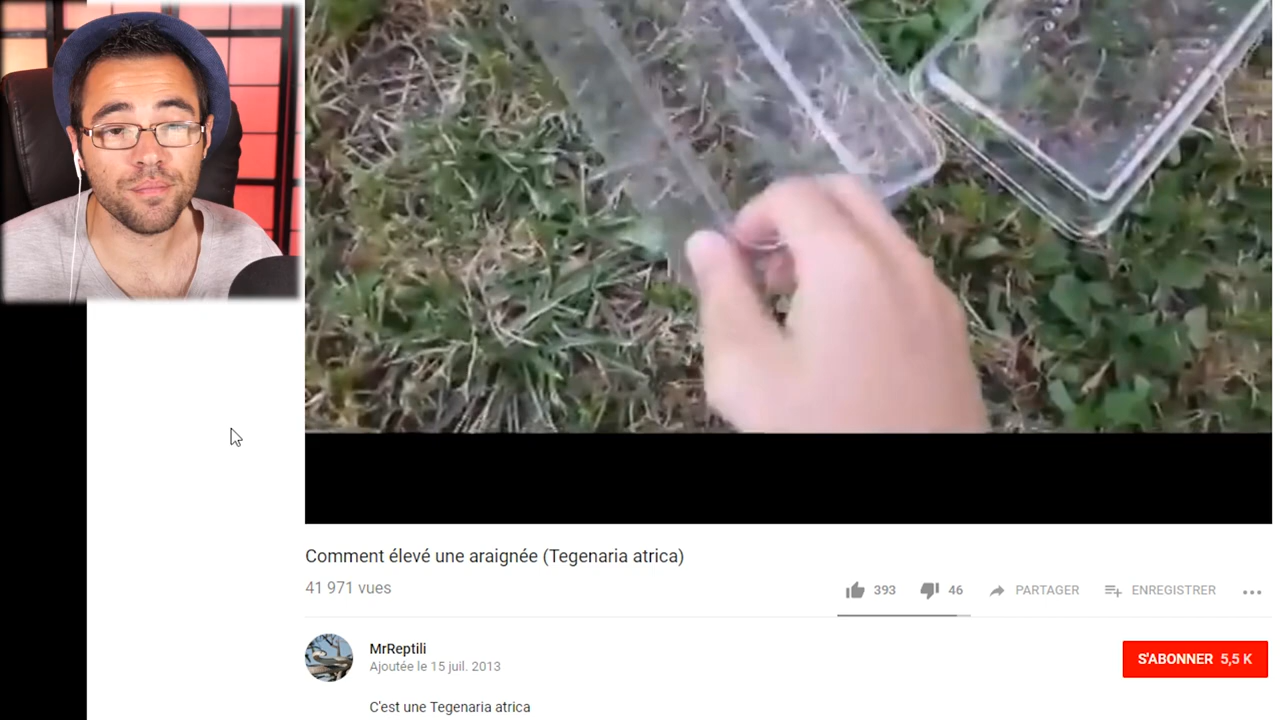 Comment élevé une araignée (Tegenaria atrica)
41 971 vues
393 46 PARTAGER ENREGISTRER
MrReptili
Ajoutée le 15 juil. 2013
S'ABONNER 5,5 K
C'est une Tegenaria atrica